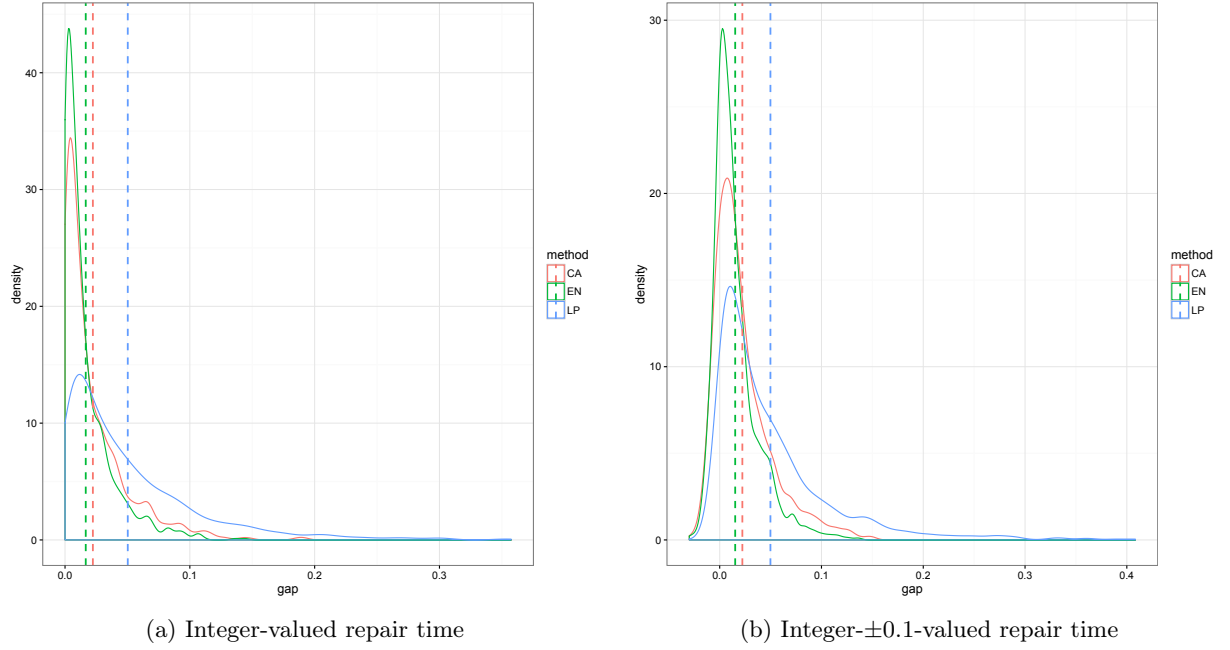 40
30
20
10
0
density
0.0 0.1 0.2 0.3
gap
method
CA
EN
LP
(a) Integer-valued repair time
30
20
10
0
density
0.0 0.1 0.2 0.3 0.4
gap
method
CA
EN
LP
(b) Integer-±0.1-valued repair time